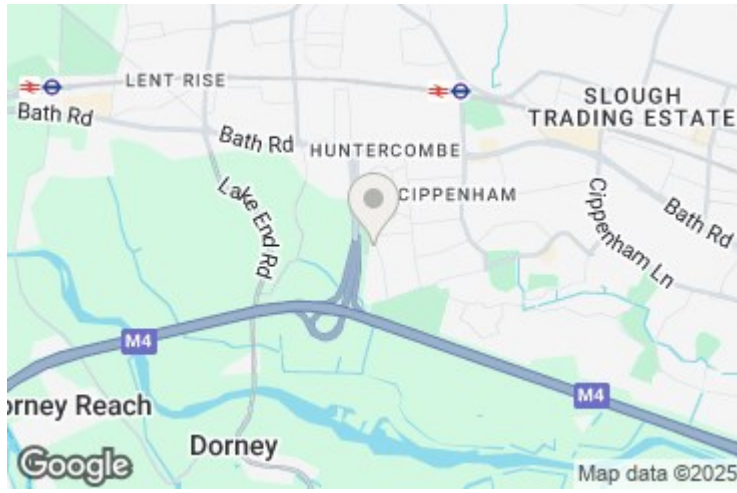 LENT RISE
Bath Rd
Bath Rd
SLOUGH
TRADING ESTATE
HUNTERCOMBE
CIPPENHAM
Lake End Rd
Cippenham Ln
Bath Rd
M4
M4
orney Reach
Dorney
Google
Map data ©2025